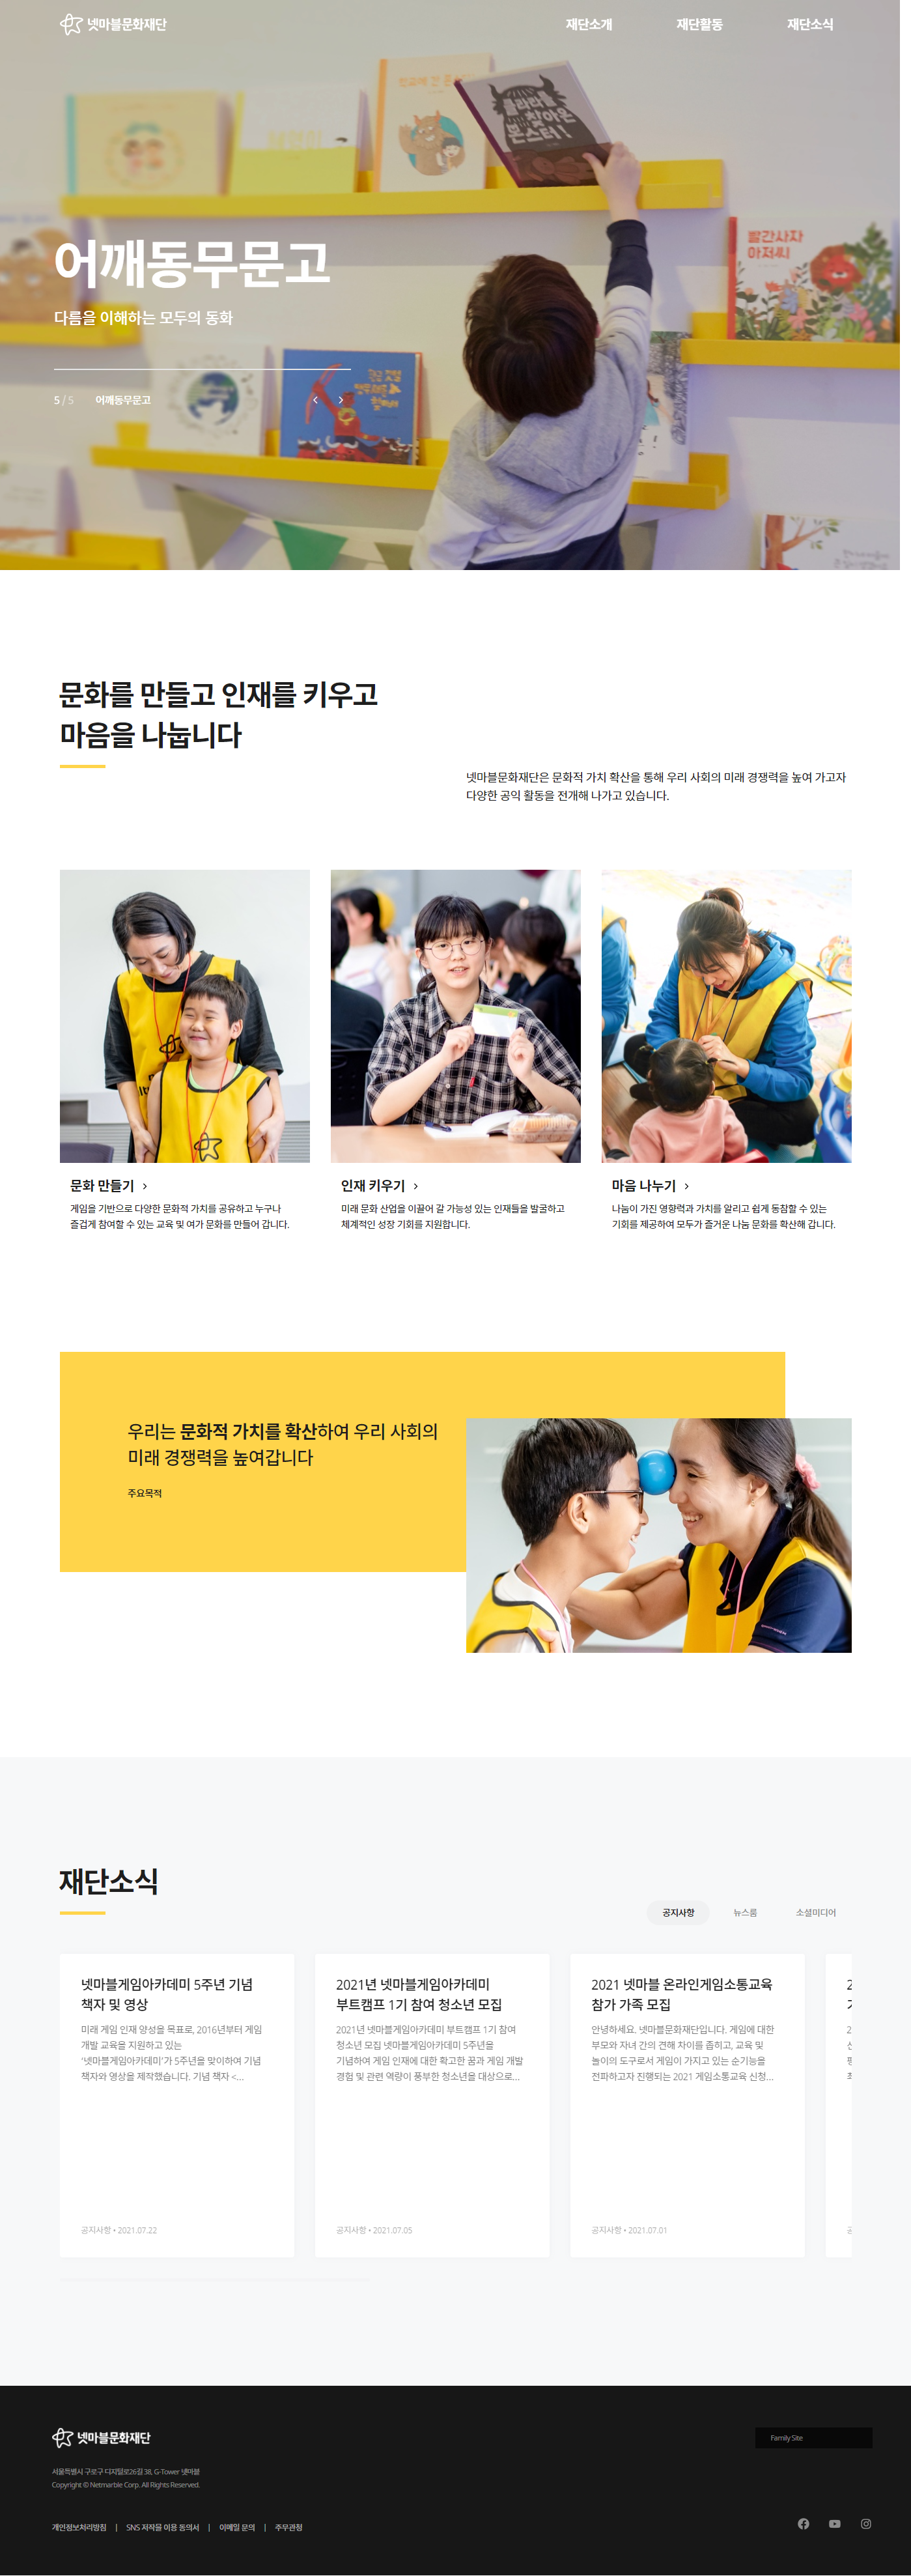 넷마블문화재단
재단소개
재단활동
재단소식
친구에 간 몬스터
빨간사자
아저씨
어깨동무문고
다름을 이해하는 모두의 동화
5 / 5 어깨동무문고
문화를 만들고 인재를 키우고
마음을 나눕니다
넷마블문화재단은 문화적 가치 확산을 통해 우리 사회의 미래 경쟁력을 높여 가고자
다양한 공익 활동을 전개해 나가고 있습니다.
문화 만들기
게임을 기반으로 다양한 문화적 가치를 공유하고 누구나
즐겁게 참여할 수 있는 교육 및 여가 문화를 만들어 갑니다.
인재 키우기
미래 문화 산업을 이끌어 갈 가능성 있는 인재들을 발굴하고
체계적인 성장 기회를 지원합니다.
마음 나누기
나눔이 가진 영향력과 가치를 알리고 쉽게 동참할 수 있는
기회를 제공하여 모두가 즐거운 나눔 문화를 확산해 갑니다.
우리는 문화적 가치를 확산하여 우리 사회의
미래 경쟁력을 높여갑니다
주요목적
재단소식
공지사항
뉴스룸
소셜미디어
넷마블게임아카데미 5주년 기념
책자 및 영상
미래 게임 인재 양성을 목표로, 2016년부터 게임
개발 교육을 지원하고 있는
'넷마블게임아카데미'가 5주년을 맞이하여 기념
책자와 영상을 제작했습니다. 기념 책자 <...
공지사항 • 2021.07.22
2021년 넷마블게임아카데미
부트캠프 1기 참여 청소년 모집
2021년 넷마블게임아카데미 부트캠프 1기 참여
청소년 모집 넷마블게임아카데미 5주년을
기념하여 게임 인재에 대한 확고한 꿈과 게임 개발
경험 및 관련 역량이 풍부한 청소년을 대상으로...
공지사항 • 2021.07.05
2021 넷마블 온라인게임소통교육
참가 가족 모집
안녕하세요. 넷마블문화재단입니다. 게임에 대한
부모와 자녀 간의 견해 차이를 좁히고, 교육 및
놀이의 도구로서 게임이 가지고 있는 순기능을
전파하고자 진행되는 2021 게임소통교육 신청...
공지사항 • 2021.07.01
넷마블문화재단
Family Site
서울특별시 구로구 디지털로26길 38, G-Tower 넷마블
Copyright © Netmarble Corp. All Rights Reserved.
개인정보처리방침 | SNS 저작물 이용 동의서 | 이메일 문의 | 주무관청